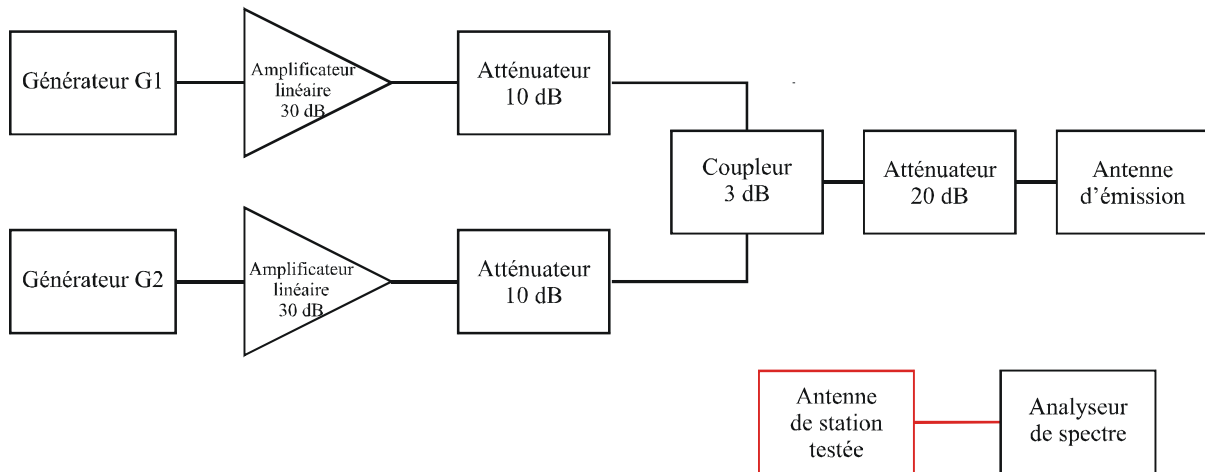 Générateur G1
Amplificateur
linéaire
30 dB
Atténuateur
10 dB
Coupleur
3 dB
Atténuateur
20 dB
Antenne
d’émission
Générateur G2
Amplificateur
linéaire
30 dB
Atténuateur
10 dB
Antenne
de station
testée
Analyseur
de spectre